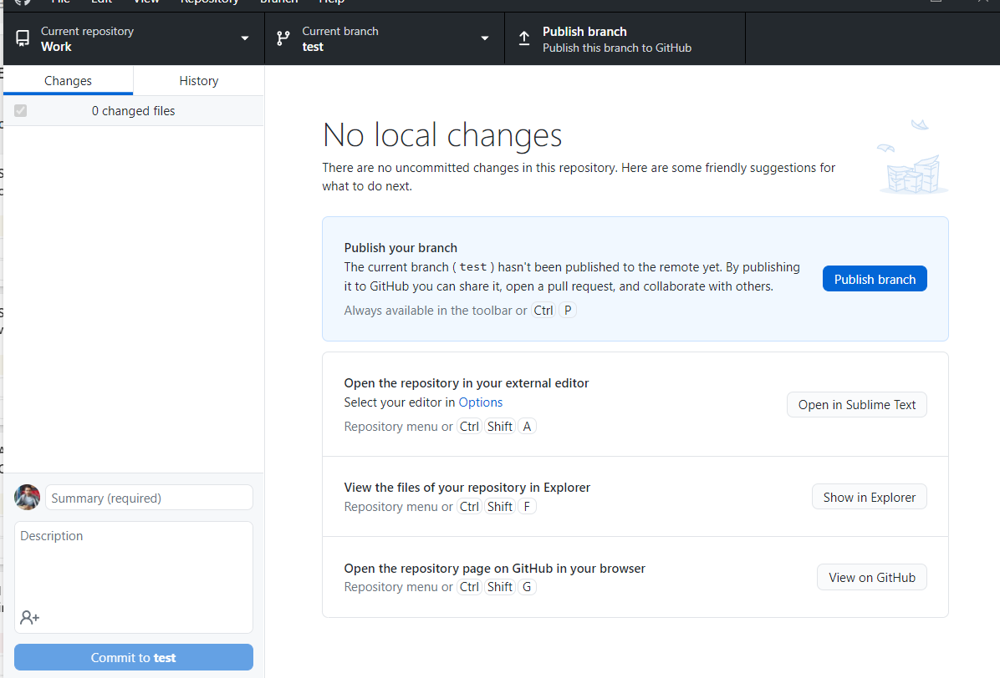 File Edit View Repository Branch Help
Current repository
Work
Current branch
test
Publish branch
Publish this branch to GitHub
Changes
History
0 changed files
No local changes
There are no uncommitted changes in this repository. Here are some friendly suggestions for
what to do next.
Publish your branch
The current branch ( test ) hasn't been published to the remote yet. By publishing
it to GitHub you can share it, open a pull request, and collaborate with others.
Always available in the toolbar or Ctrl P
Publish branch
Open the repository in your external editor
Select your editor in Options
Repository menu or Ctrl Shift A
Open in Sublime Text
View the files of your repository in Explorer
Repository menu or Ctrl Shift F
Show in Explorer
Open the repository page on GitHub in your browser
Repository menu or Ctrl Shift G
View on GitHub
Summary (required)
Description
Commit to test